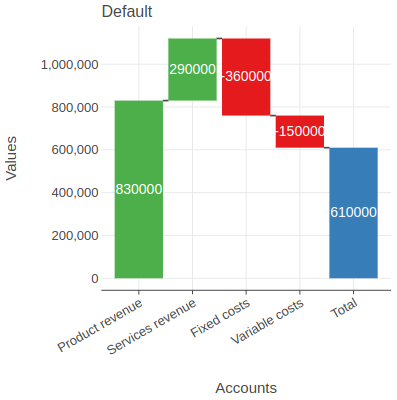 Default
Values
1,000,000
800,000
600,000
400,000
200,000
0
830000
290000
-360000
-150000
610000
Product revenue
Services revenue
Fixed costs
Variable costs
Total
Accounts